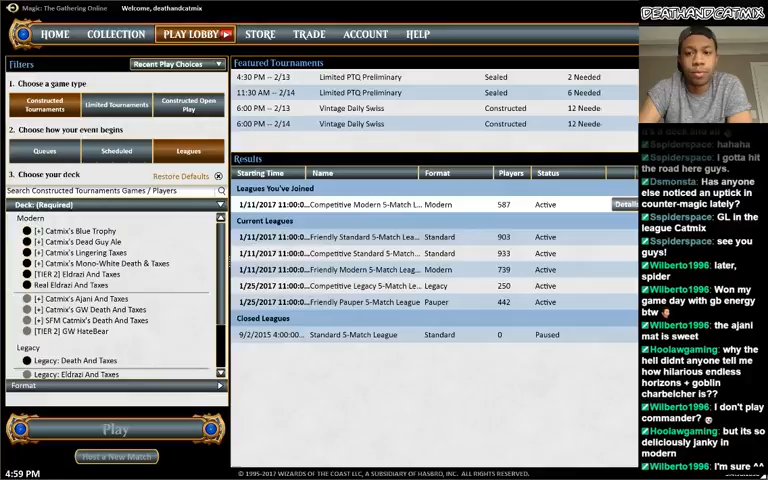 Magic: The Gathering Online
Welcome, deathandcatmix
HOME COLLECTION PLAY LOBBY STORE TRADE ACCOUNT HELP
DEATHANDCATMIX
Filters
Recent Play Choices
1. Choose a game type
Constructed Tournaments
Limited Tournaments
Constructed Open Play
2. Choose how your event begins
Queues
Scheduled
Leagues
3. Choose your deck
Restore Defaults
Search Constructed Tournaments Games / Players
Deck: (Required)
Modern
[+] Catmix's Blue Trophy
[+] Catmix's Dead Guy Ale
[+] Catmix's Lingering Taxes
[+] Catmix's Mono-White Death & Taxes
[TIER 2] Eldrazi And Taxes
Real Eldrazi And Taxes
[+] Catmix's Ajani And Taxes
[+] Catmix's GW Death And Taxes
[+] SFM Catmix's Death And Taxes
[TIER 2] GW HateBear
Legacy
Legacy: Death And Taxes
Legacy: Eldrazi And Taxes
Format
Play
Host a New Match
4:59 PM
Featured Tournaments
4:30 PM -- 2/13 Limited PTQ Preliminary Sealed 2 Needed
11:30 AM -- 2/14 Limited PTQ Preliminary Sealed 6 Needed
6:00 PM -- 2/13 Vintage Daily Swiss Constructed 12 Neede
6:00 PM -- 2/14 Vintage Daily Swiss Constructed 12 Neede
Results
Starting Time Name Format Players Status
Leagues You've Joined
1/11/2017 11:00:0... Competitive Modern 5-Match L... Modern 587 Active Details
Current Leagues
1/11/2017 11:00:0... Friendly Standard 5-Match Lea... Standard 903 Active
1/11/2017 11:00:0... Competitive Standard 5-Match... Standard 933 Active
1/11/2017 11:00:0... Friendly Modern 5-Match Leag... Modern 739 Active
1/25/2017 11:00:0... Competitive Legacy 5-Match Le... Legacy 250 Active
1/25/2017 11:00:0... Friendly Pauper 5-Match League Pauper 442 Active
Closed Leagues
9/2/2015 4:00:00... Standard 5-Match League Standard 0 Paused
© 1995-2017 WIZARDS OF THE COAST LLC, A SUBSIDIARY OF HASBRO, INC. ALL RIGHTS RESERVED.
Sspiderspace: hahaha
Sspiderspace: I gotta hit
the road here guys.
Dsmonsta: Has anyone
else noticed an uptick in
counter-magic lately?
Sspiderspace: GL in the
league Catmix
Sspiderspace: see you
guys!
Wilberto1996: later,
spider
Wilberto1996: Won my
game day with gb energy
btw
Wilberto1996: the ajani
mat is sweet
Hoolawgaming: why the
hell didnt anyone tell me
how hilarious endless
horizons + goblin
charbelcher is??
Wilberto1996: I don't play
commander?
Hoolawgaming: but its so
deliciously janky in
modern
Wilberto1996: I'm sure ^^